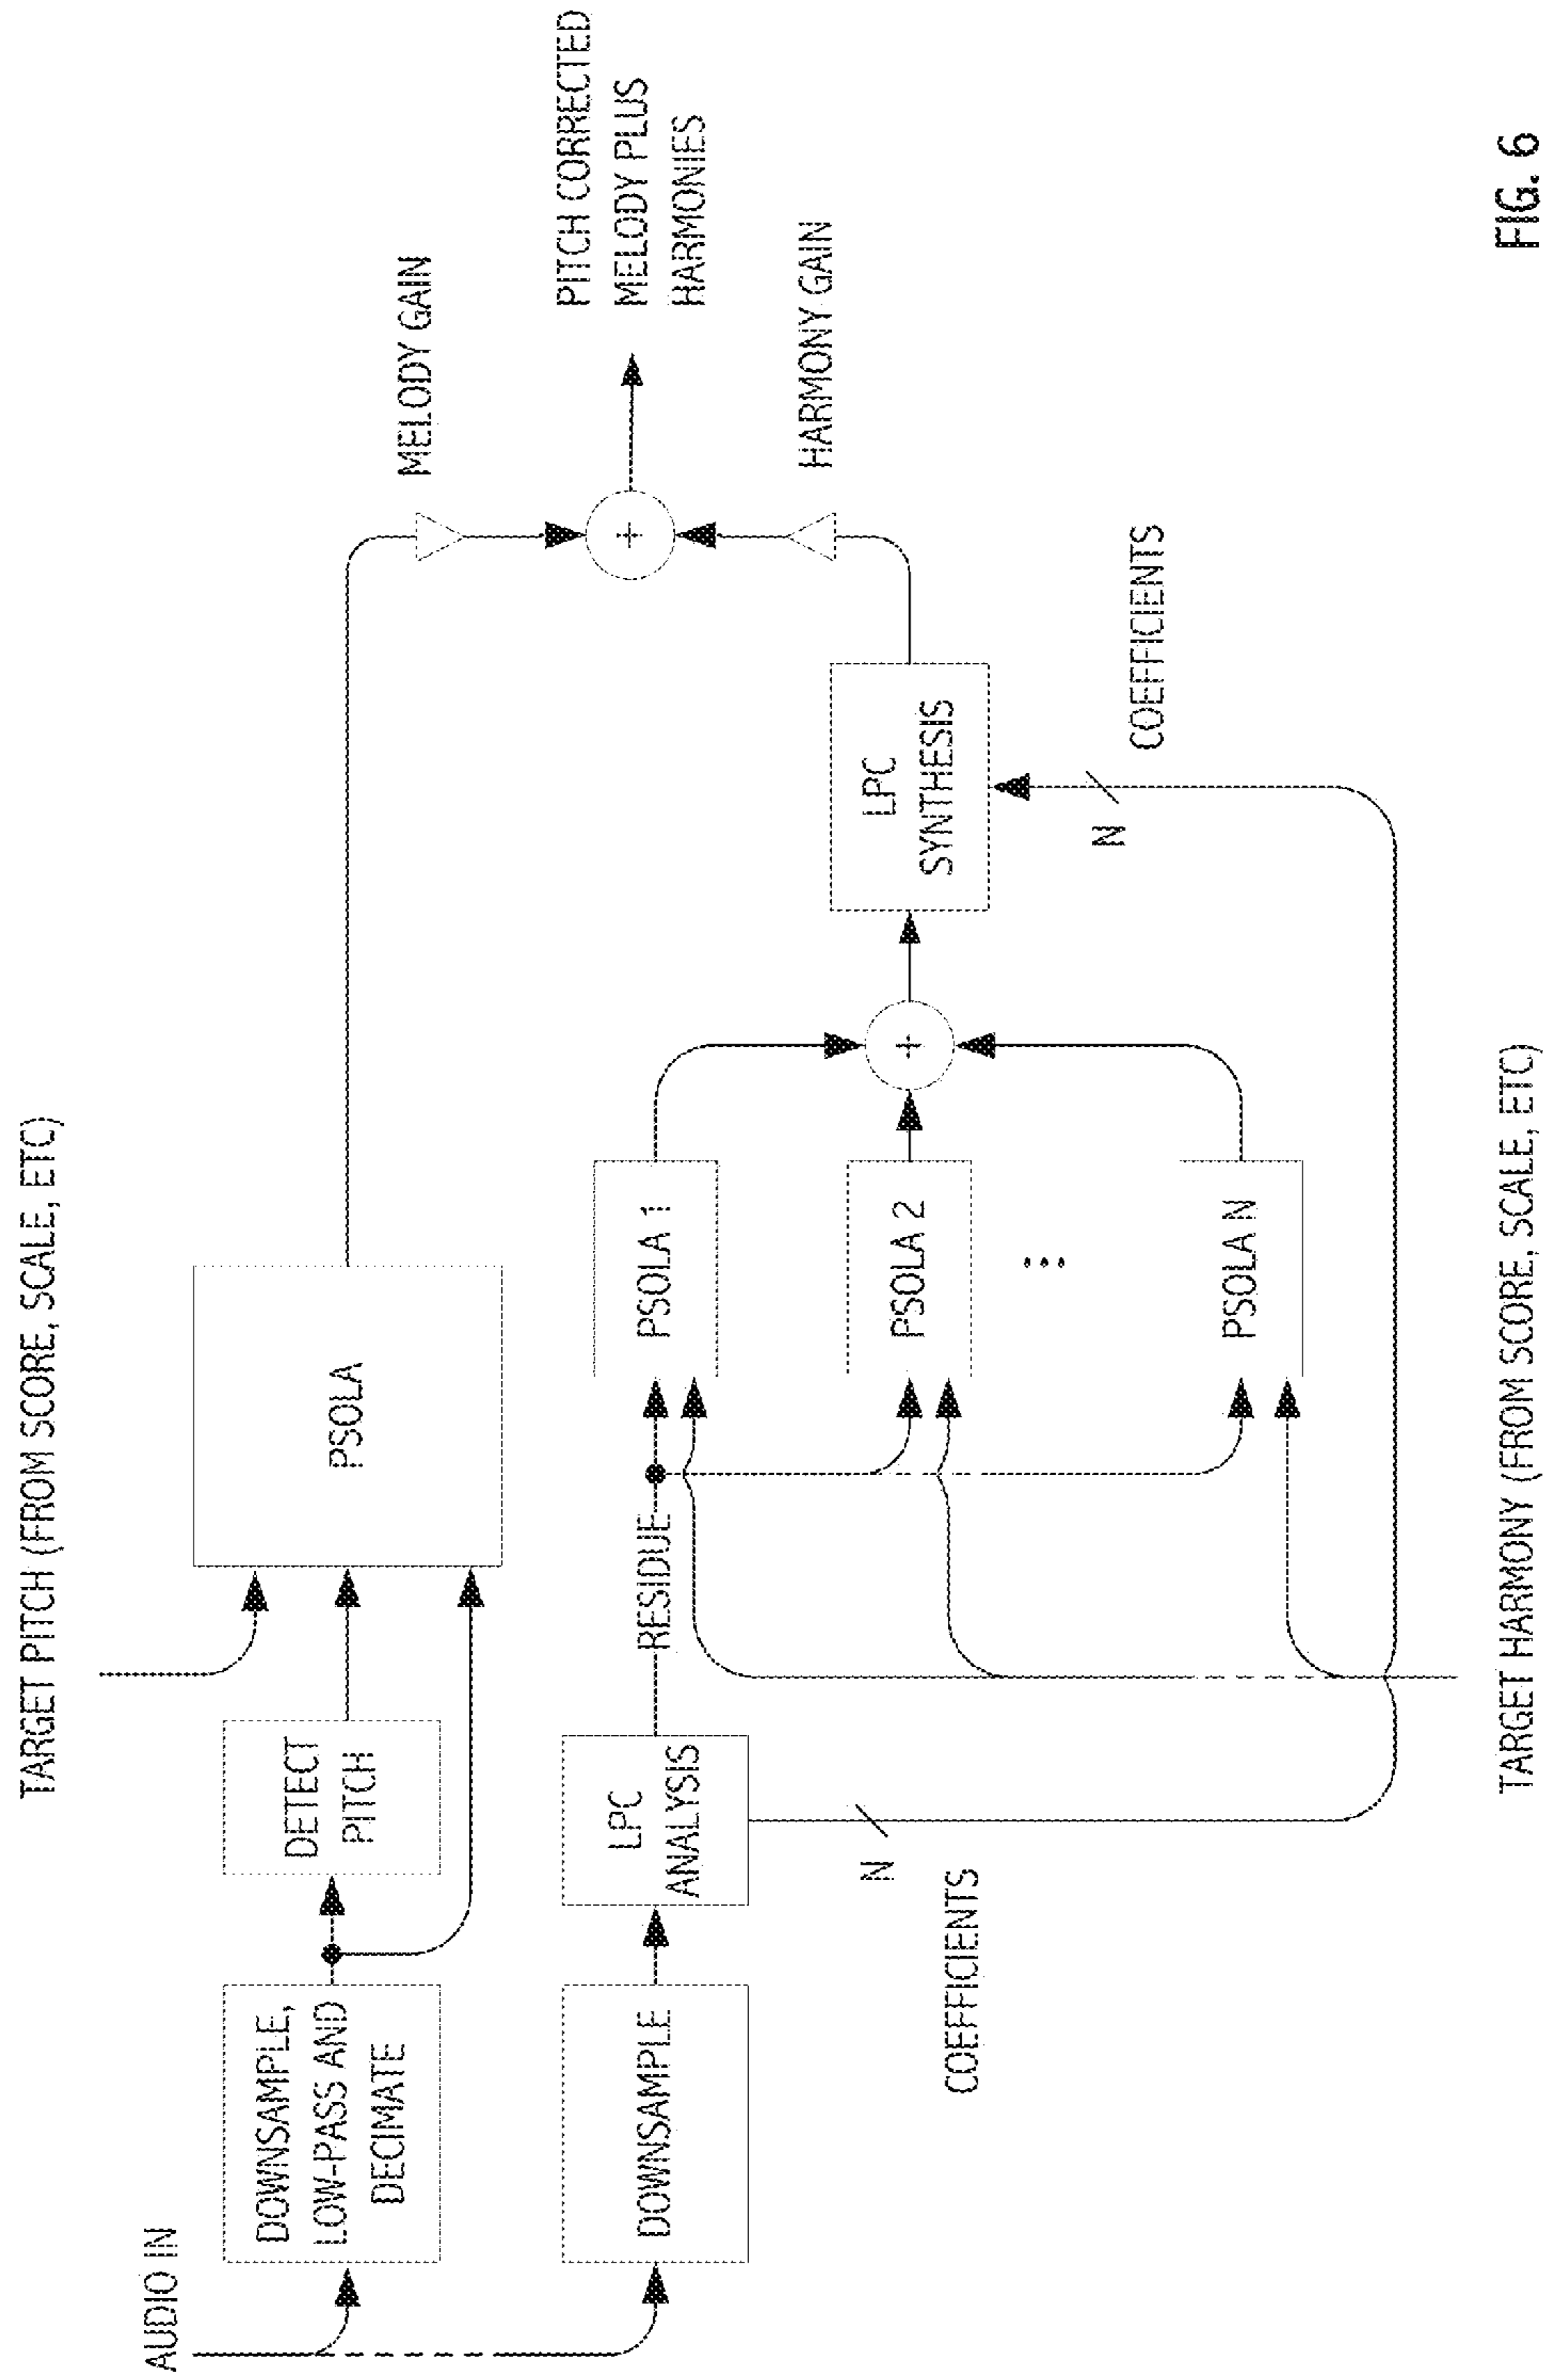 TARGET PITCH (FROM SCORE, SCALE, ETC)
AUDIO IN
DOWNSAMPLE,
LOW-PASS AND
DECIMATE
DETECT
PITCH
PSOLA
MELODY GAIN
PITCH CORRECTED
MELODY PLUS
HARMONIES
+
DOWNSAMPLE
LPC
ANALYSIS
RESIDUE
PSOLA 1
PSOLA 2
...
PSOLA N
+
LPC
SYNTHESIS
HARMONY GAIN
N
COEFFICIENTS
N
COEFFICIENTS
TARGET HARMONY (FROM SCORE, SCALE, ETC)
FIG. 6